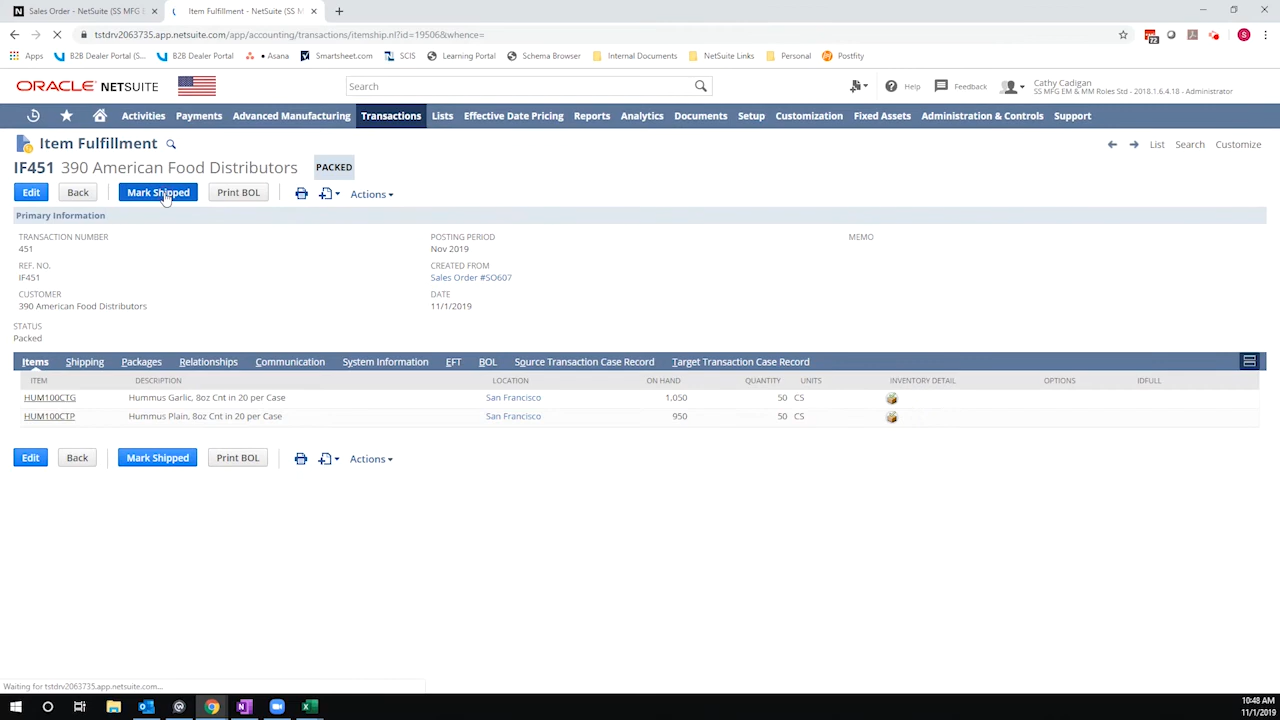 Sales Order - NetSuite (SS MFG E
Item Fulfillment - NetSuite (SS M
tstdrv2063735.app.netsuite.com/app/accounting/transactions/itemship.nl?id=19506&whence=
72
S
Apps
B2B Dealer Portal (S...
B2B Dealer Portal
Asana
Smartsheet.com
SCIS
Learning Portal
Schema Browser
Internal Documents
NetSuite Links
Personal
Postfity
ORACLE NETSUITE
Search
Help
Feedback
Cathy Cadigan
SS MFG EM & MM Roles Std - 2018.1.6.4.18 - Administrator
Activities Payments Advanced Manufacturing Transactions Lists Effective Date Pricing Reports Analytics Documents Setup Customization Fixed Assets Administration & Controls Support
Item Fulfillment
List Search Customize
IF451 390 American Food Distributors PACKED
Edit Back Mark Shipped Print BOL Actions
Primary Information
TRANSACTION NUMBER
451
REF. NO.
IF451
CUSTOMER
390 American Food Distributors
STATUS
Packed
POSTING PERIOD
Nov 2019
CREATED FROM
Sales Order #SO607
DATE
11/1/2019
MEMO
Items Shipping Packages Relationships Communication System Information EFT BOL Source Transaction Case Record Target Transaction Case Record
ITEM DESCRIPTION LOCATION ON HAND QUANTITY UNITS INVENTORY DETAIL OPTIONS IDFULL
HUM100CTG Hummus Garlic, 8oz Cnt in 20 per Case San Francisco 1,050 50 CS
HUM100CTP Hummus Plain, 8oz Cnt in 20 per Case San Francisco 950 50 CS
Edit Back Mark Shipped Print BOL Actions
Waiting for tstdrv2063735.app.netsuite.com...
10:48 AM
11/1/2019